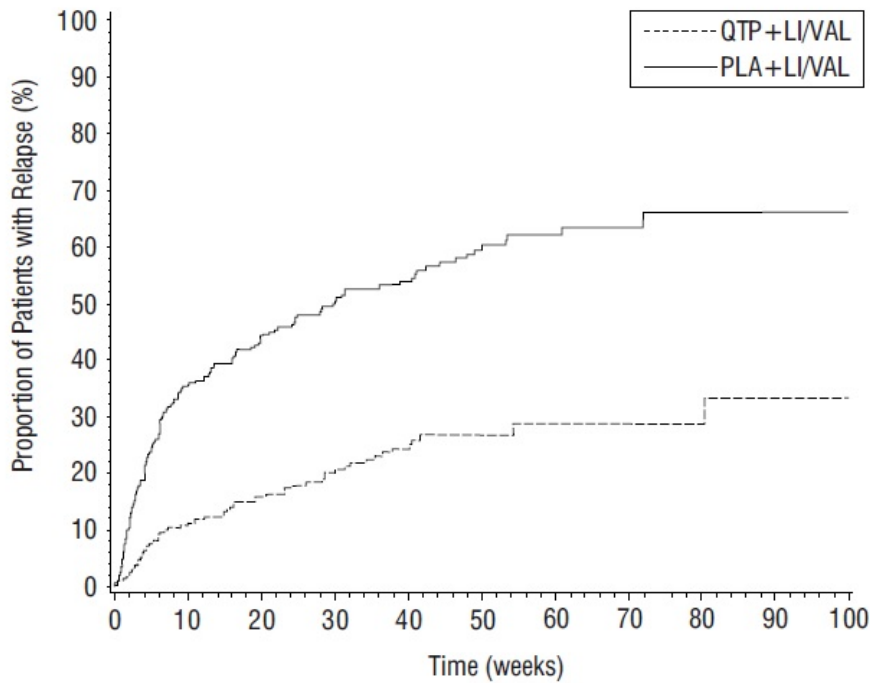 QTP+LI/VAL
PLA+LI/VAL
Proportion of Patients with Relapse (%)
100
90
80
70
60
50
40
30
20
10
0
0 10 20 30 40 50 60 70 80 90 100
Time (weeks)